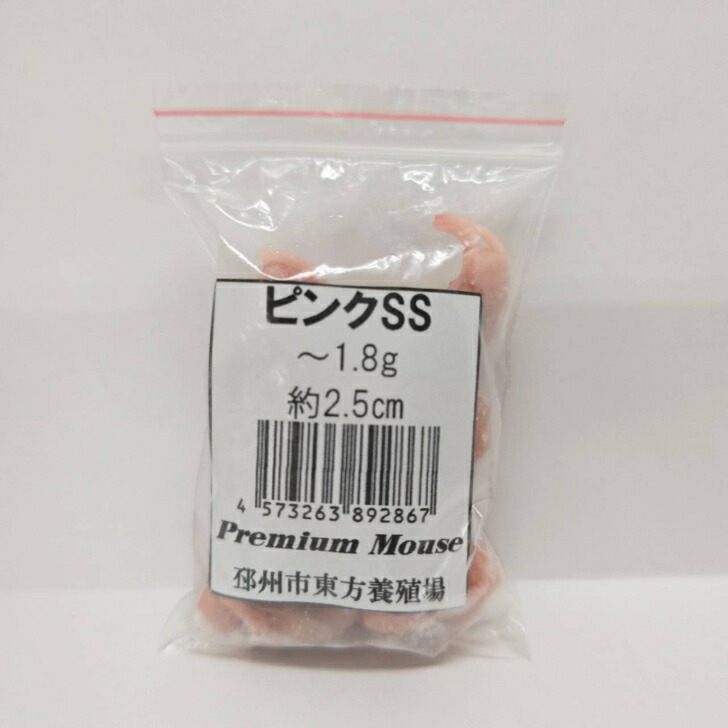 ピンクSS
～1.8g
約2.5cm
4 573263 892867
Premium Mouse
邳州市東方養殖場